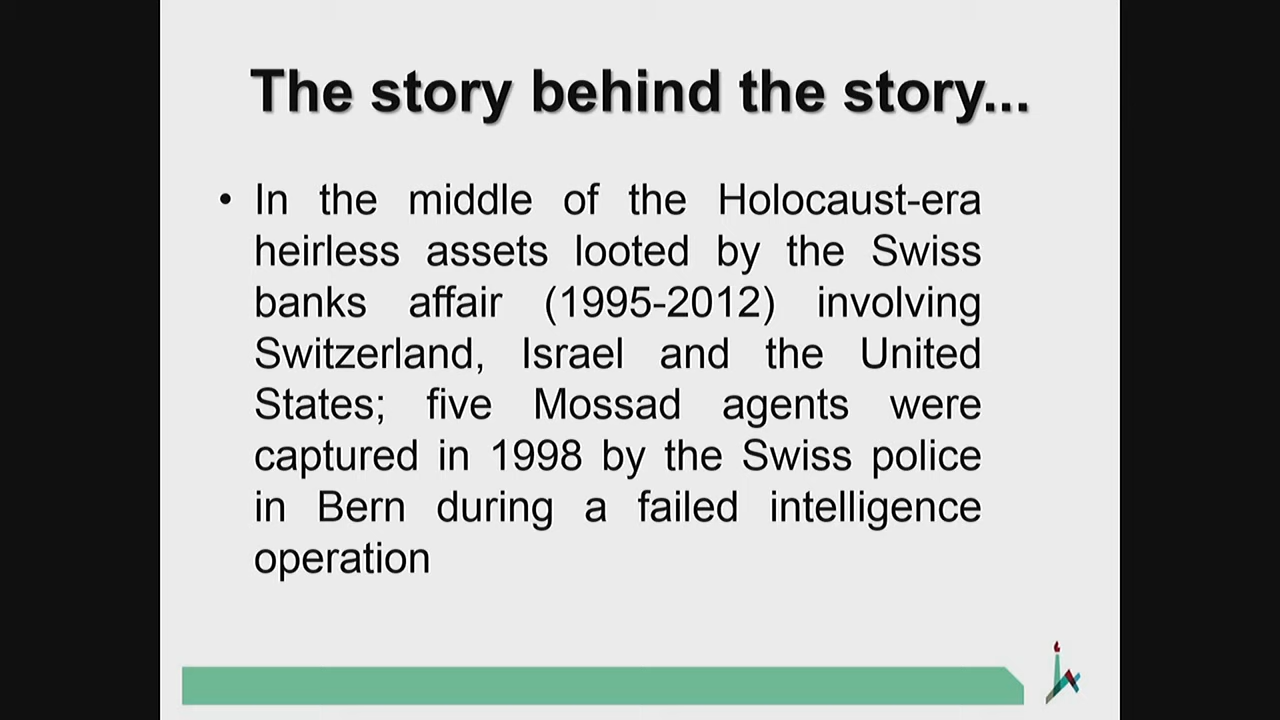 The story behind the story...
• In the middle of the Holocaust-era
heirless assets looted by the Swiss
banks affair (1995-2012) involving
Switzerland, Israel and the United
States; five Mossad agents were
captured in 1998 by the Swiss police
in Bern during a failed intelligence
operation